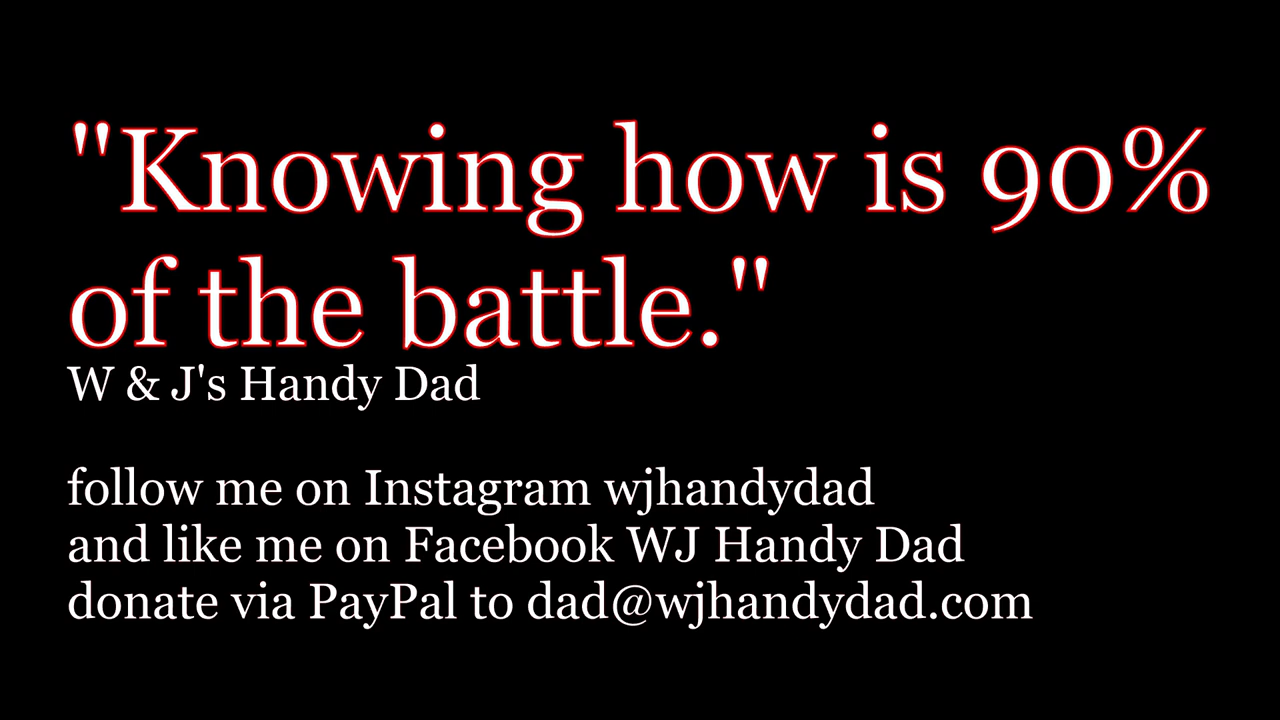 "Knowing how is 90%
of the battle."
W & J's Handy Dad
follow me on Instagram wjhandydad
and like me on Facebook WJ Handy Dad
donate via PayPal to dad@wjhandydad.com